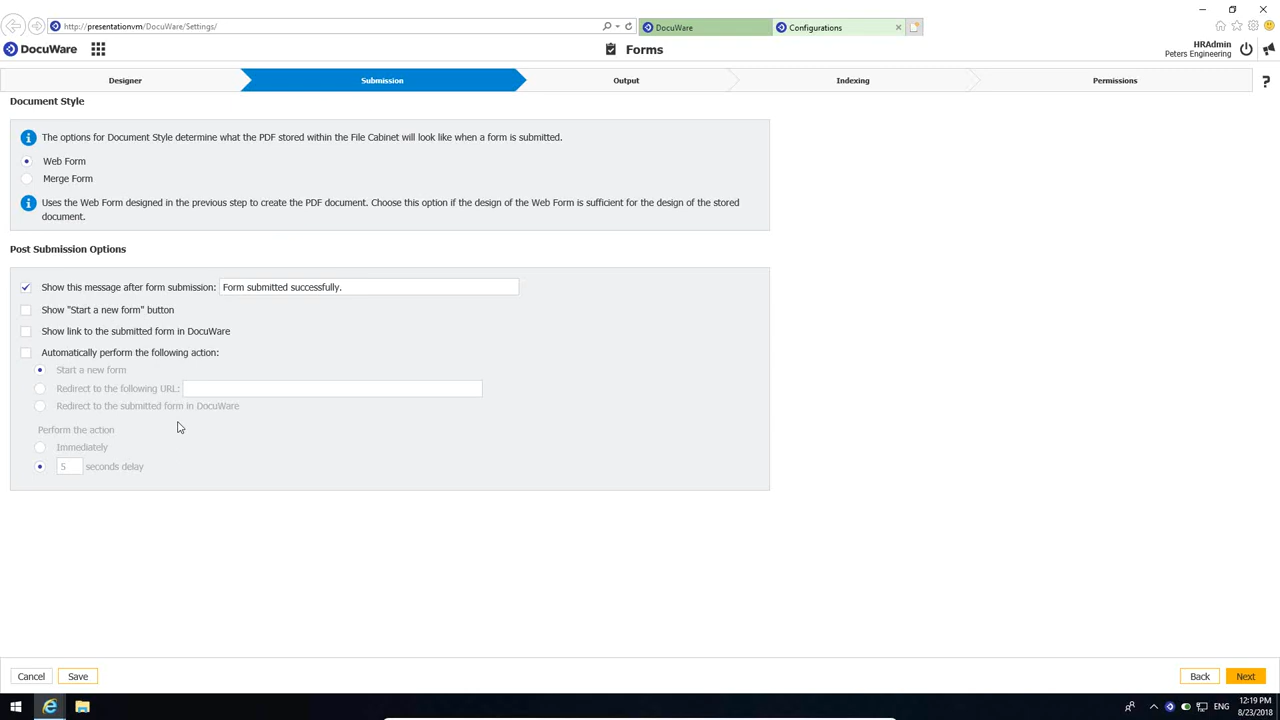 http://presentationvm/DocuWare/Settings/
DocuWare
Configurations
DocuWare
Forms
HRAdmin
Peters Engineering
Designer
Submission
Output
Indexing
Permissions
?
Document Style
The options for Document Style determine what the PDF stored within the File Cabinet will look like when a form is submitted.
Web Form
Merge Form
Uses the Web Form designed in the previous step to create the PDF document. Choose this option if the design of the Web Form is sufficient for the design of the stored
document.
Post Submission Options
Show this message after form submission: Form submitted successfully.
Show "Start a new form" button
Show link to the submitted form in DocuWare
Automatically perform the following action:
Start a new form
Redirect to the following URL:
Redirect to the submitted form in DocuWare
Perform the action
Immediately
5 seconds delay
Cancel
Save
Back
Next
ENG
12:19 PM
8/23/2018